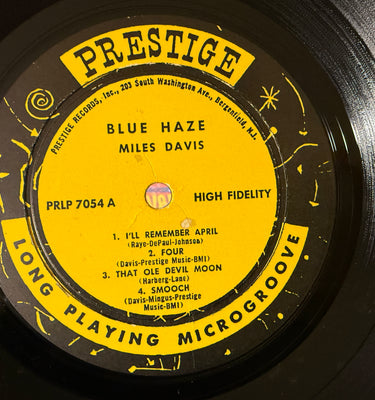 PRESTIGE
PRESTIGE RECORDS, Inc., 203 South Washington Ave., Bergenfield, N.J.
BLUE HAZE
MILES DAVIS
PRLP 7054 A
HIGH FIDELITY
1. I'LL REMEMBER APRIL
(Raye-DePaul-Johnson)
2. FOUR
(Davis-Prestige Music-BMI)
3. THAT OLE DEVIL MOON
(Harberg-Lane)
4. SMOOCH
(Davis-Mingus-Prestige
Music-BMI)
LONG PLAYING MICROGROOVE